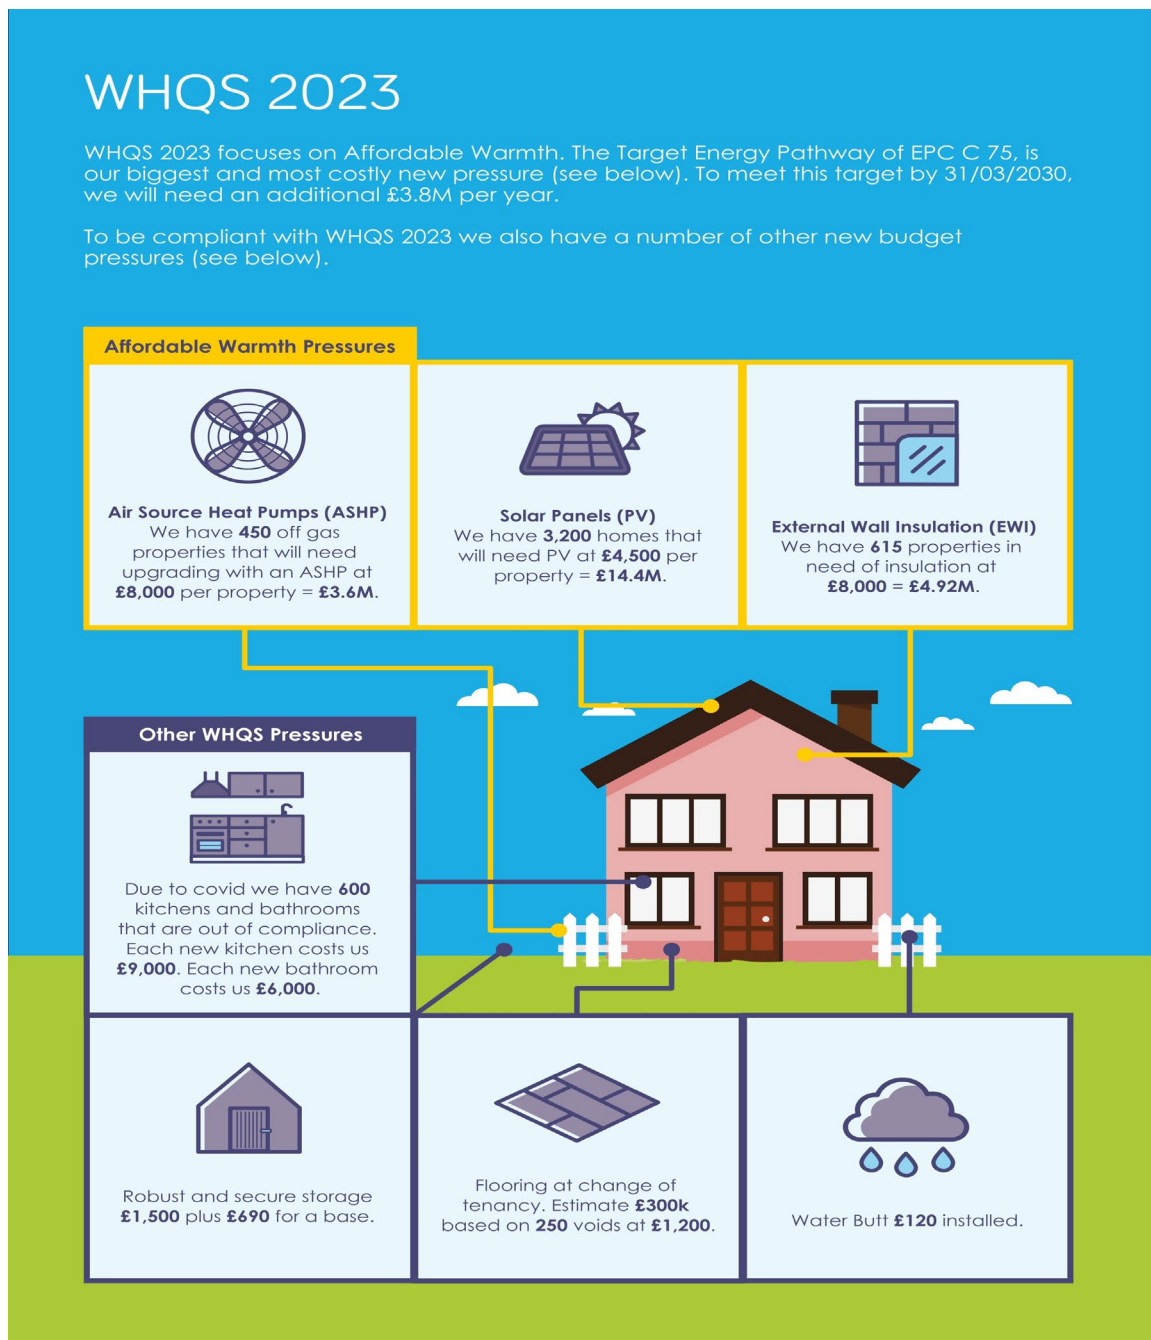 WHQS 2023
WHQS 2023 focuses on Affordable Warmth. The Target Energy Pathway of EPC C 75, is
our biggest and most costly new pressure (see below). To meet this target by 31/03/2030,
we will need an additional £3.8M per year.
To be compliant with WHQS 2023 we also have a number of other new budget
pressures (see below).
Affordable Warmth Pressures
Air Source Heat Pumps (ASHP)
We have 450 off gas
properties that will need
upgrading with an ASHP at
£8,000 per property = £3.6M.
Solar Panels (PV)
We have 3,200 homes that
will need PV at £4,500 per
property = £14.4M.
External Wall Insulation (EWI)
We have 615 properties in
need of insulation at
£8,000 = £4.92M.
Other WHQS Pressures
Due to covid we have 600
kitchens and bathrooms
that are out of compliance.
Each new kitchen costs us
£9,000. Each new bathroom
costs us £6,000.
Robust and secure storage
£1,500 plus £690 for a base.
Flooring at change of
tenancy. Estimate £300k
based on 250 voids at £1,200.
Water Butt £120 installed.